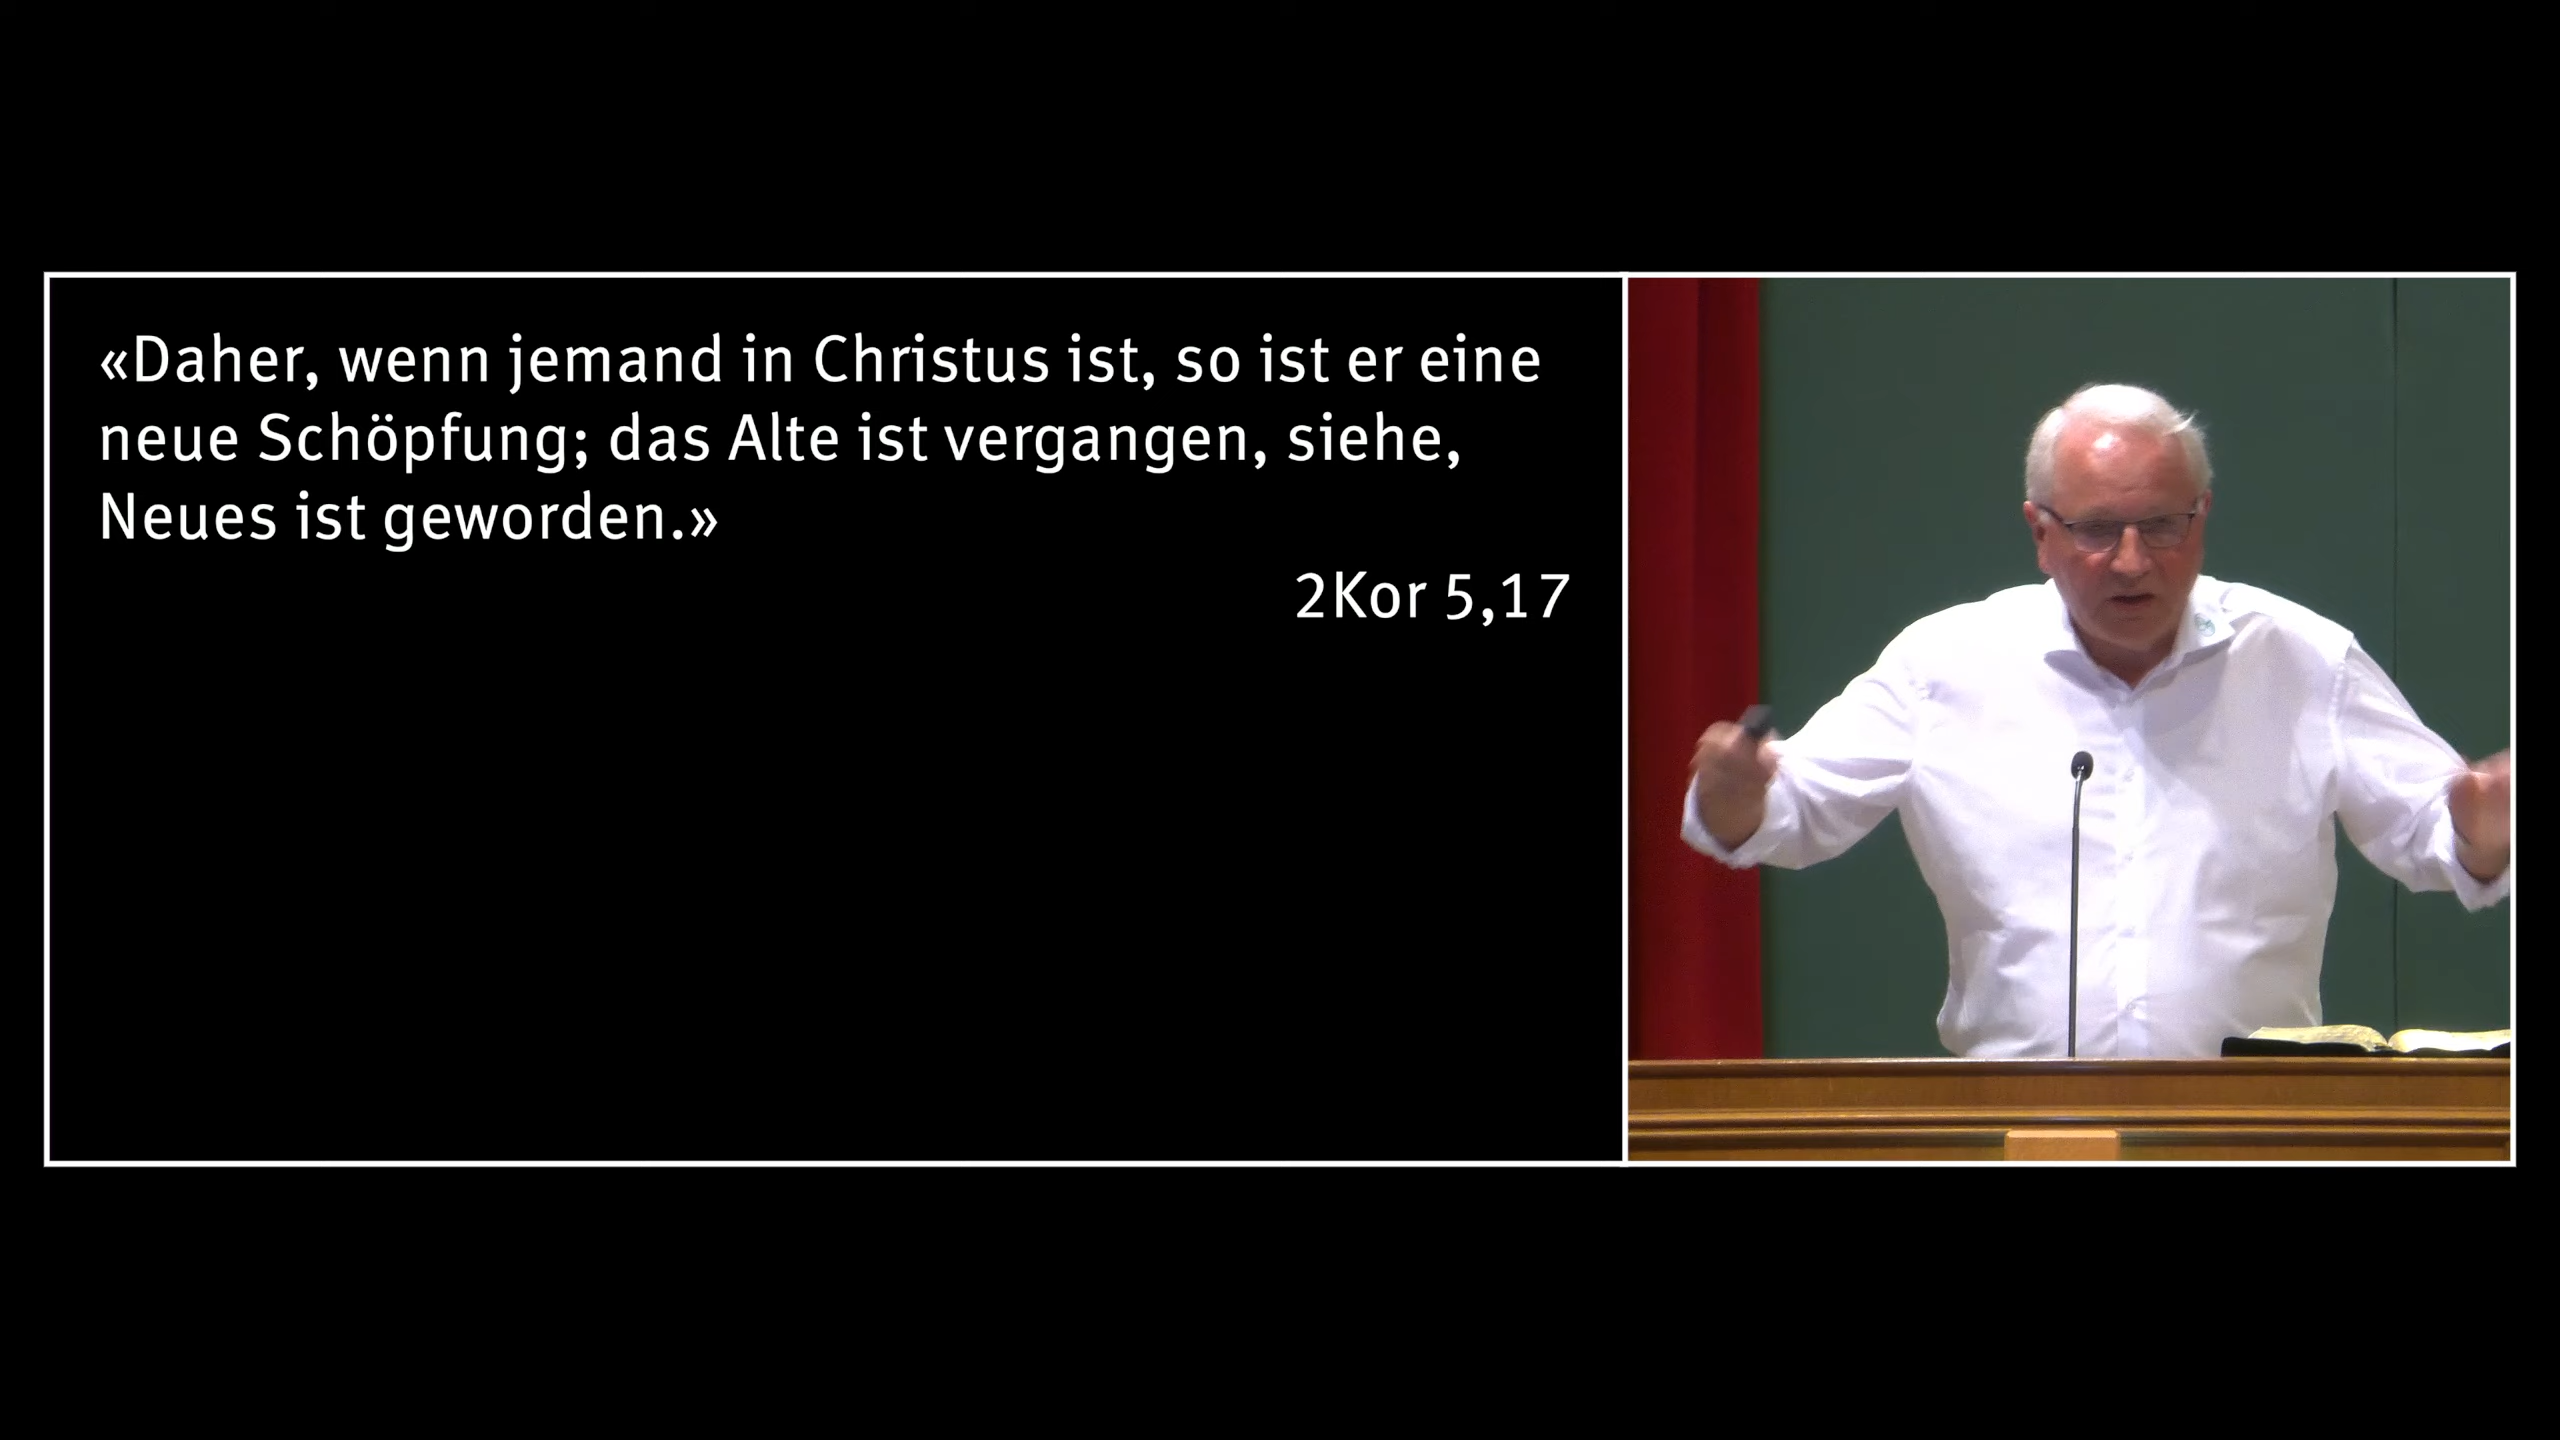 «Daher, wenn jemand in Christus ist, so ist er eine
neue Schöpfung; das Alte ist vergangen, siehe,
Neues ist geworden.»
2Kor 5,17